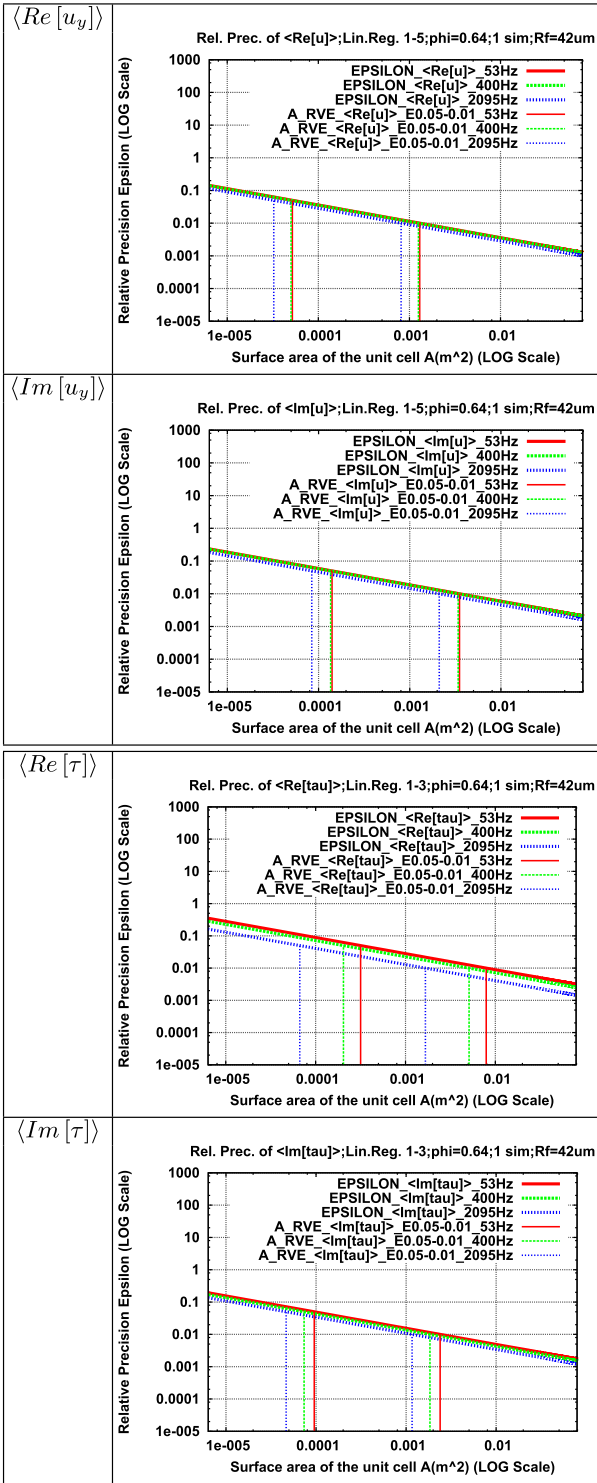 ⟨Re [u_y]⟩
Rel. Prec. of <Re[u]>;Lin.Reg. 1-5;phi=0.64;1 sim;Rf=42um
Relative Precision Epsilon (LOG Scale)
1000
100
10
1
0.1
0.01
0.001
0.0001
1e-005
EPSILON_<Re[u]>_53Hz
EPSILON_<Re[u]>_400Hz
EPSILON_<Re[u]>_2095Hz
A_RVE_<Re[u]>_E0.05-0.01_53Hz
A_RVE_<Re[u]>_E0.05-0.01_400Hz
A_RVE_<Re[u]>_E0.05-0.01_2095Hz
1e-005 0.0001 0.001 0.01
Surface area of the unit cell A(m^2) (LOG Scale)
⟨Im [u_y]⟩
Rel. Prec. of <Im[u]>;Lin.Reg. 1-5;phi=0.64;1 sim;Rf=42um
Relative Precision Epsilon (LOG Scale)
1000
100
10
1
0.1
0.01
0.001
0.0001
1e-005
EPSILON_<Im[u]>_53Hz
EPSILON_<Im[u]>_400Hz
EPSILON_<Im[u]>_2095Hz
A_RVE_<Im[u]>_E0.05-0.01_53Hz
A_RVE_<Im[u]>_E0.05-0.01_400Hz
A_RVE_<Im[u]>_E0.05-0.01_2095Hz
1e-005 0.0001 0.001 0.01
Surface area of the unit cell A(m^2) (LOG Scale)
⟨Re [τ]⟩
Rel. Prec. of <Re[tau]>;Lin.Reg. 1-3;phi=0.64;1 sim;Rf=42um
Relative Precision Epsilon (LOG Scale)
1000
100
10
1
0.1
0.01
0.001
0.0001
1e-005
EPSILON_<Re[tau]>_53Hz
EPSILON_<Re[tau]>_400Hz
EPSILON_<Re[tau]>_2095Hz
A_RVE_<Re[tau]>_E0.05-0.01_53Hz
A_RVE_<Re[tau]>_E0.05-0.01_400Hz
A_RVE_<Re[tau]>_E0.05-0.01_2095Hz
1e-005 0.0001 0.001 0.01
Surface area of the unit cell A(m^2) (LOG Scale)
⟨Im [τ]⟩
Rel. Prec. of <Im[tau]>;Lin.Reg. 1-3;phi=0.64;1 sim;Rf=42um
Relative Precision Epsilon (LOG Scale)
1000
100
10
1
0.1
0.01
0.001
0.0001
1e-005
EPSILON_<Im[tau]>_53Hz
EPSILON_<Im[tau]>_400Hz
EPSILON_<Im[tau]>_2095Hz
A_RVE_<Im[tau]>_E0.05-0.01_53Hz
A_RVE_<Im[tau]>_E0.05-0.01_400Hz
A_RVE_<Im[tau]>_E0.05-0.01_2095Hz
1e-005 0.0001 0.001 0.01
Surface area of the unit cell A(m^2) (LOG Scale)